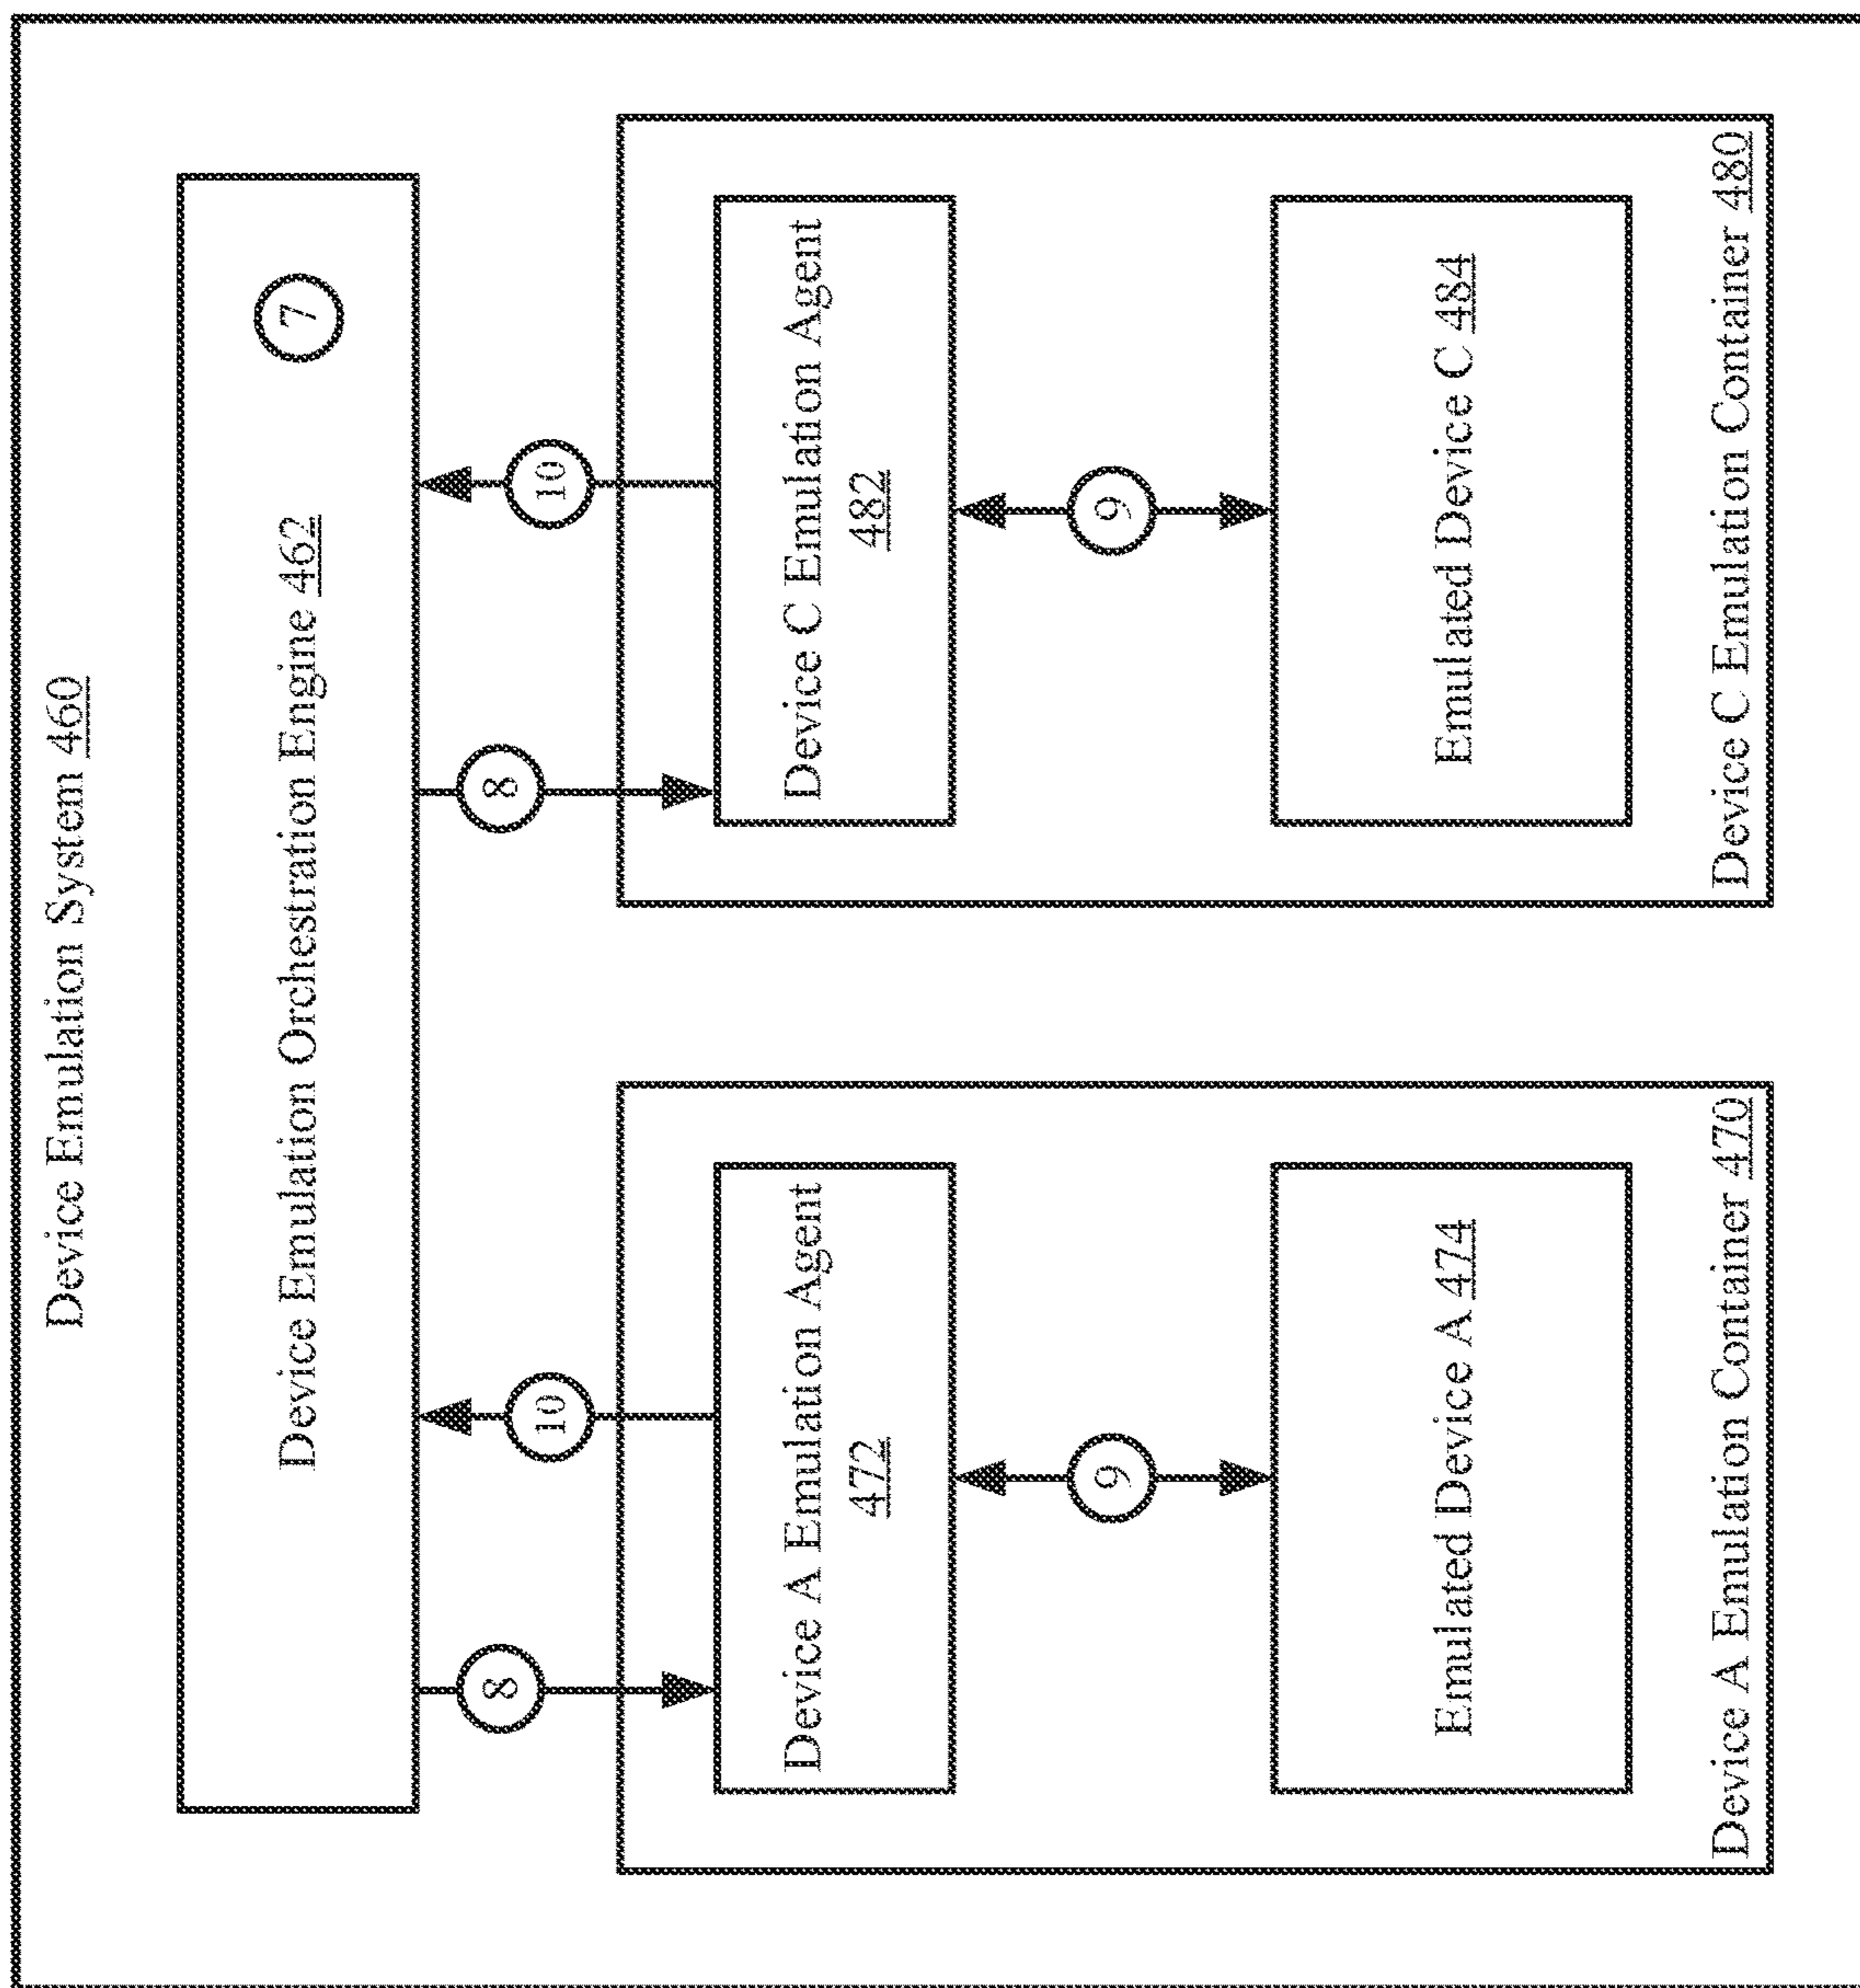 Device Emulation System 460
Device Emulation Orchestration Engine 462
7
8
10
8
10
Device A Emulation Agent
472
9
Emulated Device A 474
Device A Emulation Container 470
Device C Emulation Agent
482
9
Emulated Device C 484
Device C Emulation Container 480